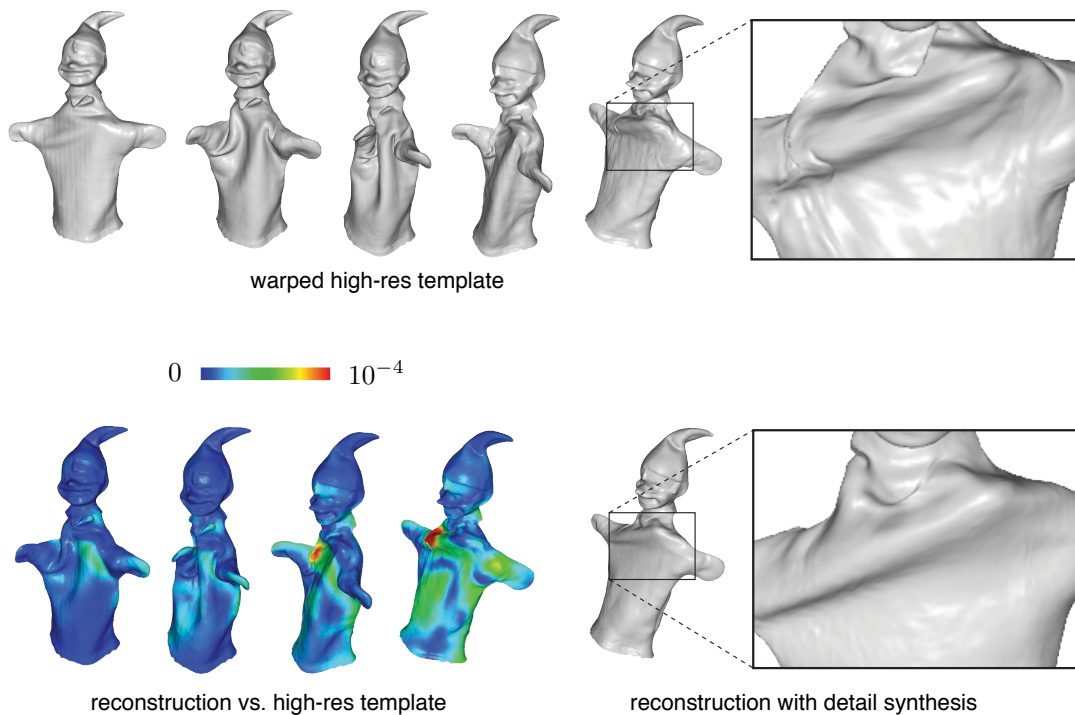 warped high-res template
0 10⁻⁴
reconstruction vs. high-res template
reconstruction with detail synthesis